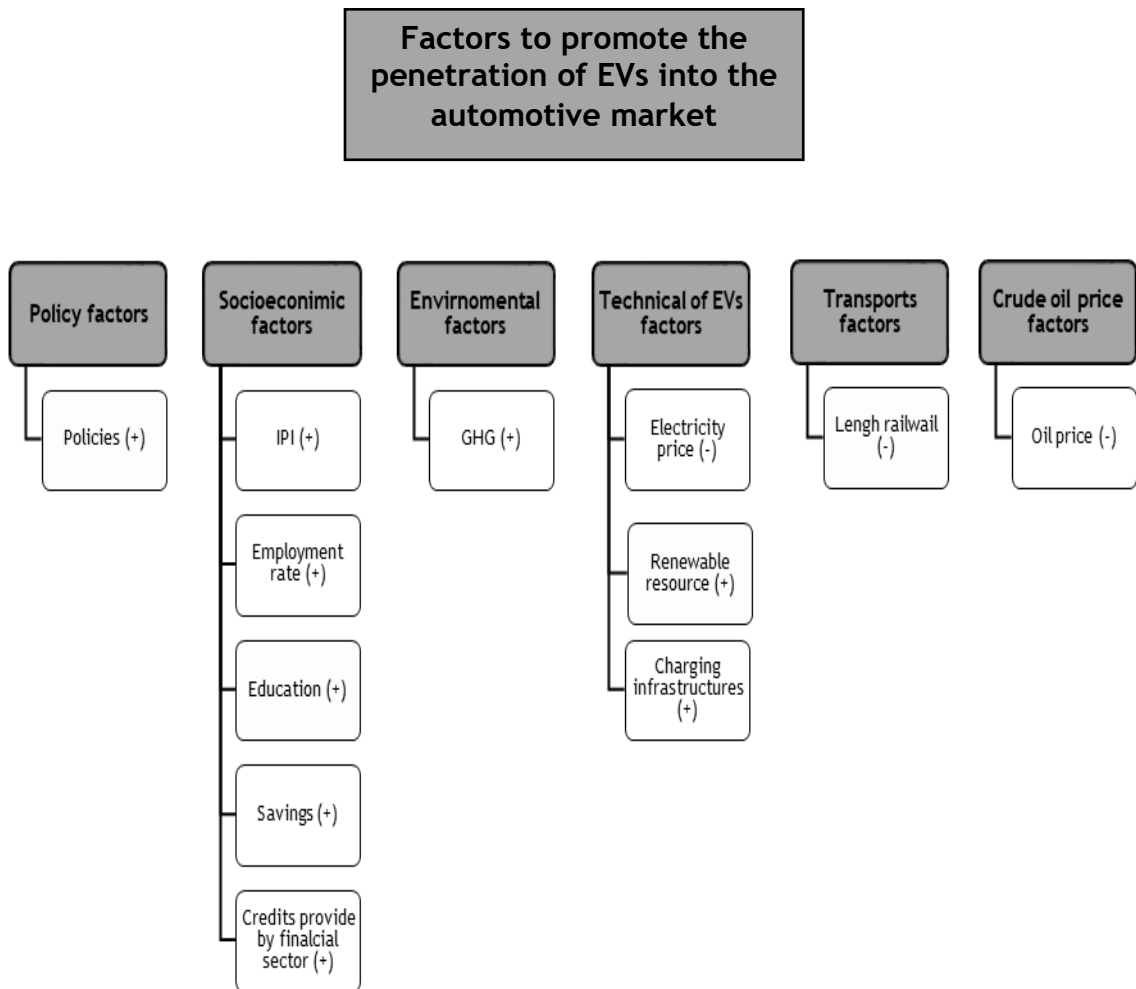 Factors to promote the
penetration of EVs into the
automotive market
Policy factors
Socioeconimic
factors
Envirnomental
factors
Technical of EVs
factors
Transports
factors
Crude oil price
factors
Policies (+)
IPI (+)
Employment
rate (+)
Education (+)
Savings (+)
Credits provide
by finalcial
sector (+)
GHG (+)
Electricity
price (-)
Renewable
resource (+)
Charging
infrastructures
(+)
Lengh railwail
(-)
Oil price (-)